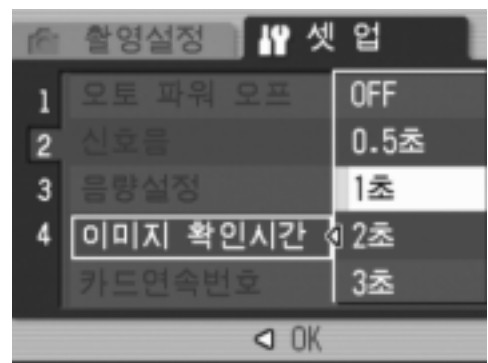 촬영설정 셋 업
1 오토 파워 오프 OFF
2 신호음 0.5초
3 음량설정 1초
4 이미지 확인시간 2초
카드연속번호 3초
OK